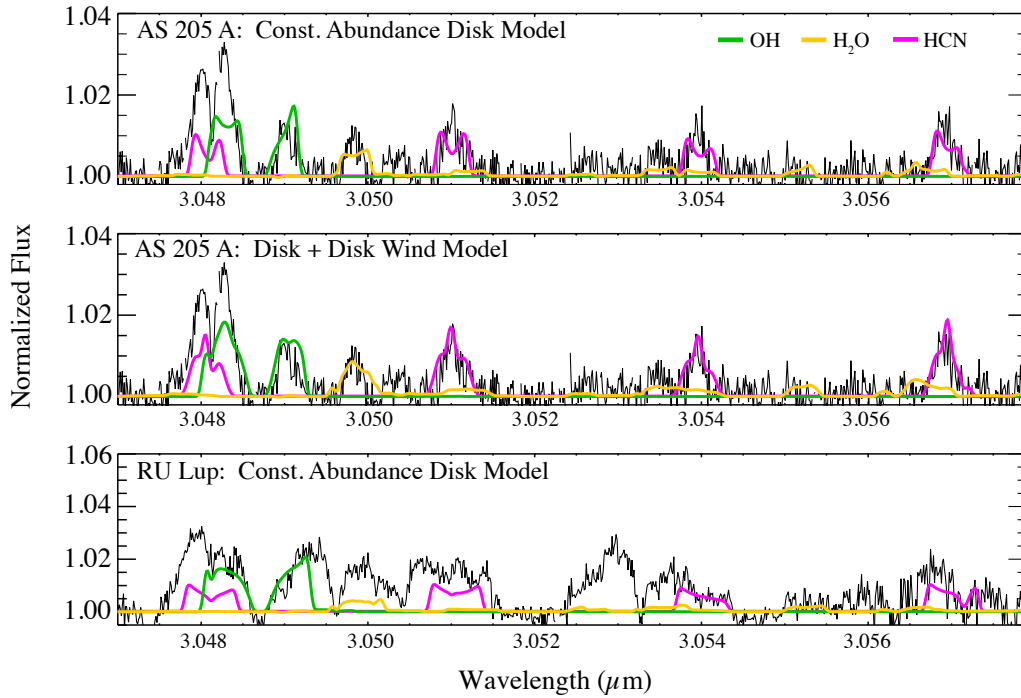 AS 205 A: Const. Abundance Disk Model
OH H₂O HCN
1.04
1.02
1.00
3.048 3.050 3.052 3.054 3.056
AS 205 A: Disk + Disk Wind Model
1.04
1.02
1.00
3.048 3.050 3.052 3.054 3.056
Normalized Flux
RU Lup: Const. Abundance Disk Model
1.06
1.04
1.02
1.00
3.048 3.050 3.052 3.054 3.056
Wavelength (μm)